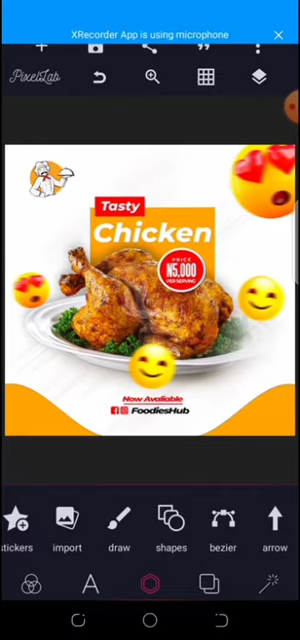 XRecorder App is using microphone
PixelLab
Tasty
Chicken
PRICE
₦5,000
PER SERVING
Now Avaliable
FoodiesHub
stickers
import
draw
shapes
bezier
arrow